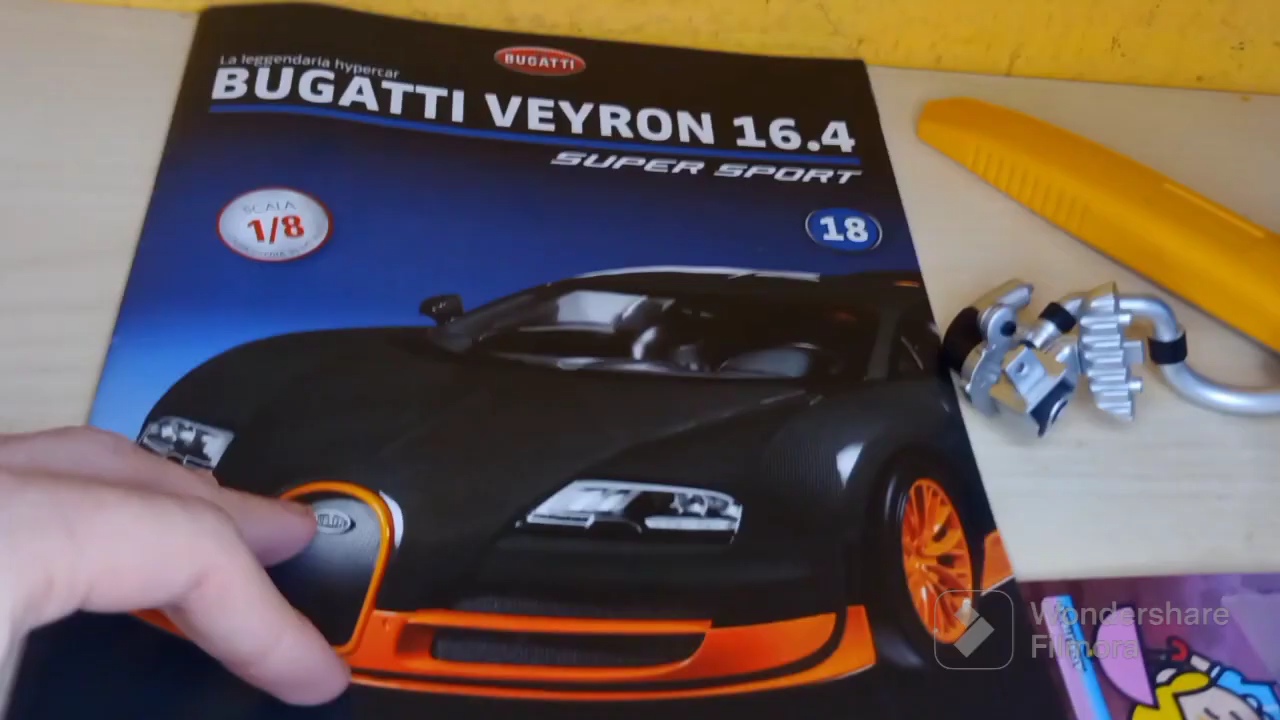 BUGATTI
La leggendaria hypercar
BUGATTI VEYRON 16.4
SUPER SPORT
SCALA
1/8
18
Wondershare
Filmora